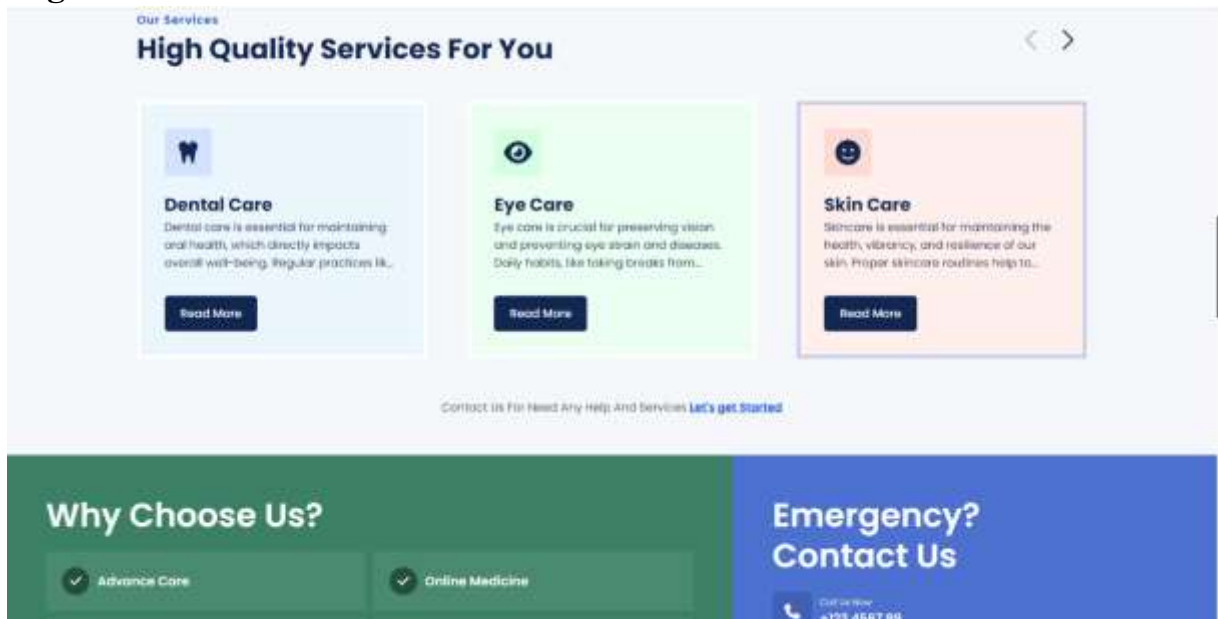 Our Services
High Quality Services For You
Dental Care
Dental care is essential for maintaining
oral health, which directly impacts
overall well-being. Regular practices lik...
Read More
Eye Care
Eye care is crucial for preserving vision
and preventing eye strain and diseases.
Daily habits, like taking breaks from...
Read More
Skin Care
Skincare is essential for maintaining the
health, vibrancy, and resilience of our
skin. Proper skincare routines help to...
Read More
Contact Us For Need Any Help And Services Let's get Started
Why Choose Us?
Advance Care
Online Medicine
Emergency?
Contact Us
Call Us Now